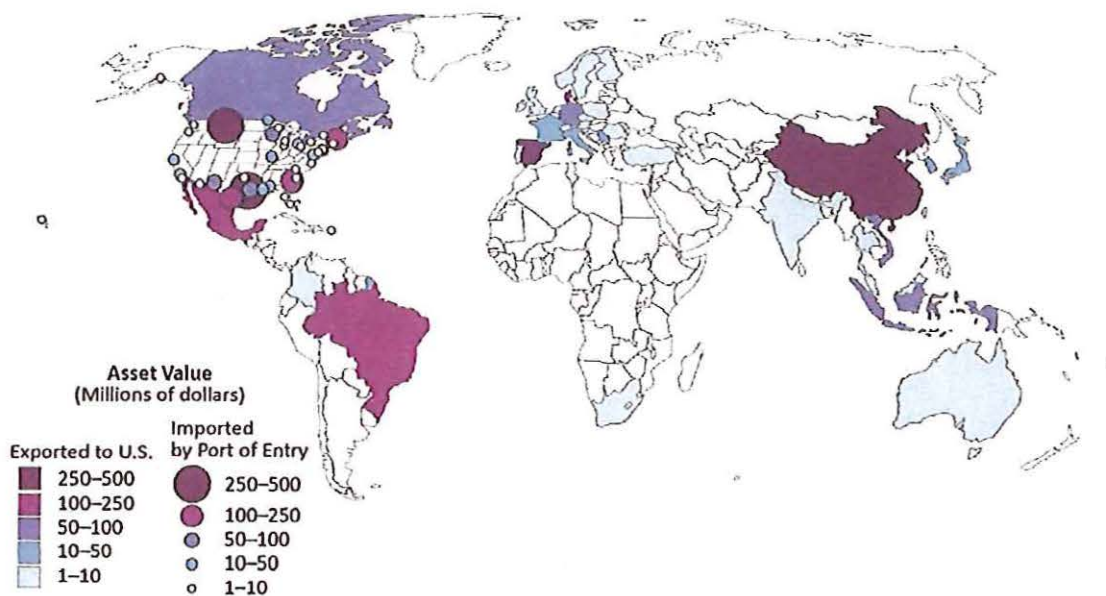 Asset Value
(Millions of dollars)
Exported to U.S.
250–500
100–250
50–100
10–50
1–10
Imported
by Port of Entry
250–500
100–250
50–100
10–50
1–10